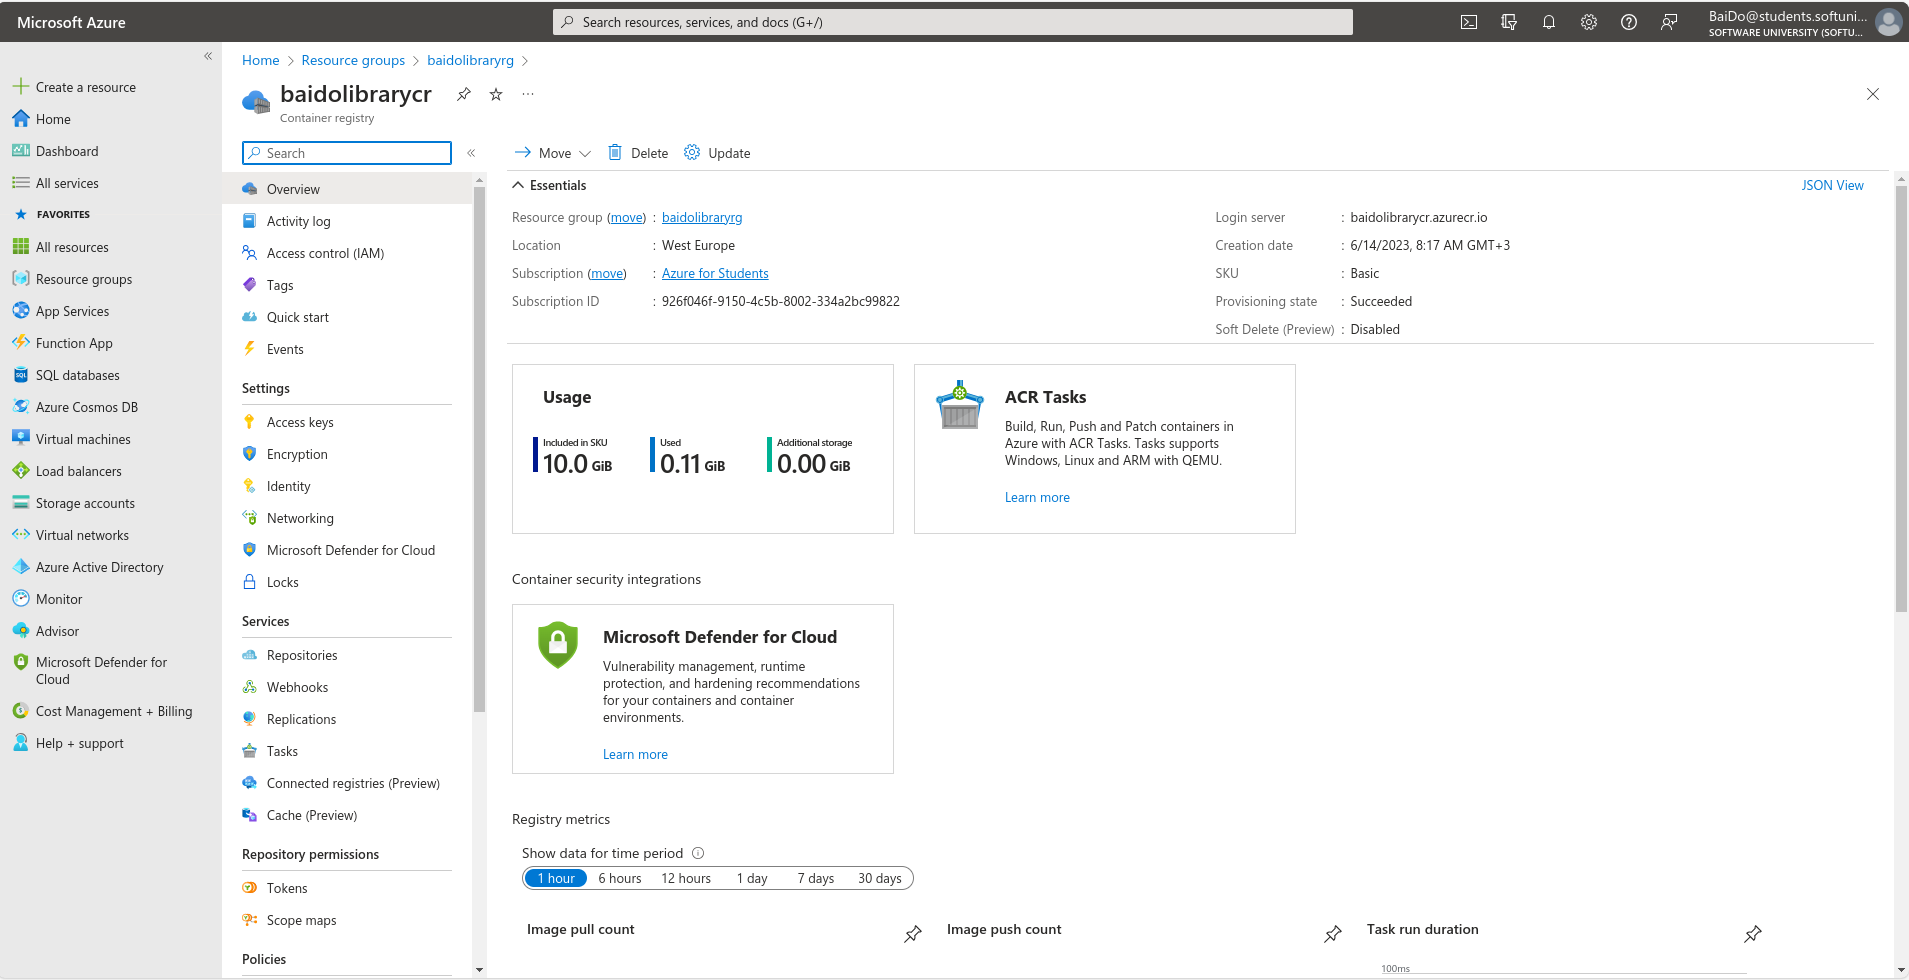 Microsoft Azure
Search resources, services, and docs (G+/)
BaiDo@students.softuni...
SOFTWARE UNIVERSITY (SOFTU...
Create a resource
Home
Dashboard
All services
FAVORITES
All resources
Resource groups
App Services
Function App
SQL databases
Azure Cosmos DB
Virtual machines
Load balancers
Storage accounts
Virtual networks
Azure Active Directory
Monitor
Advisor
Microsoft Defender for
Cloud
Cost Management + Billing
Help + support
Home > Resource groups > baidolibraryrg >
baidolibrarycr
Container registry
Search
Overview
Activity log
Access control (IAM)
Tags
Quick start
Events
Settings
Access keys
Encryption
Identity
Networking
Microsoft Defender for Cloud
Locks
Services
Repositories
Webhooks
Replications
Tasks
Connected registries (Preview)
Cache (Preview)
Repository permissions
Tokens
Scope maps
Policies
Move
Delete
Update
Essentials
JSON View
Resource group (move) : baidolibraryrg
Location : West Europe
Subscription (move) : Azure for Students
Subscription ID : 926f046f-9150-4c5b-8002-334a2bc99822
Login server : baidolibrarycr.azurecr.io
Creation date : 6/14/2023, 8:17 AM GMT+3
SKU : Basic
Provisioning state : Succeeded
Soft Delete (Preview) : Disabled
Usage
Included in SKU
10.0 GiB
Used
0.11 GiB
Additional storage
0.00 GiB
ACR Tasks
Build, Run, Push and Patch containers in
Azure with ACR Tasks. Tasks supports
Windows, Linux and ARM with QEMU.
Learn more
Container security integrations
Microsoft Defender for Cloud
Vulnerability management, runtime
protection, and hardening recommendations
for your containers and container
environments.
Learn more
Registry metrics
Show data for time period
1 hour 6 hours 12 hours 1 day 7 days 30 days
Image pull count
Image push count
Task run duration
100ms